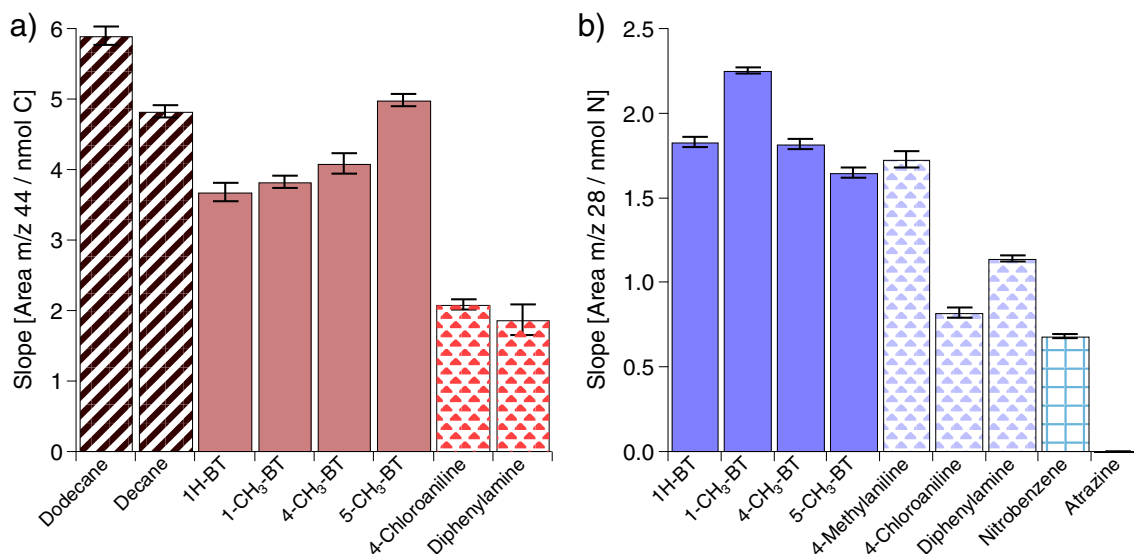 a)
Slope [Area m/z 44 / nmol C]
6
5
4
3
2
1
0
Dodecane
Decane
1H-BT
1-CH₃-BT
4-CH₃-BT
5-CH₃-BT
4-Chloroaniline
Diphenylamine
b)
Slope [Area m/z 28 / nmol N]
2.0
1.5
1.0
0.5
0.0
1H-BT
1-CH₃-BT
4-CH₃-BT
5-CH₃-BT
4-Methylaniline
4-Chloroaniline
Diphenylamine
Nitrobenzene
Atrazine